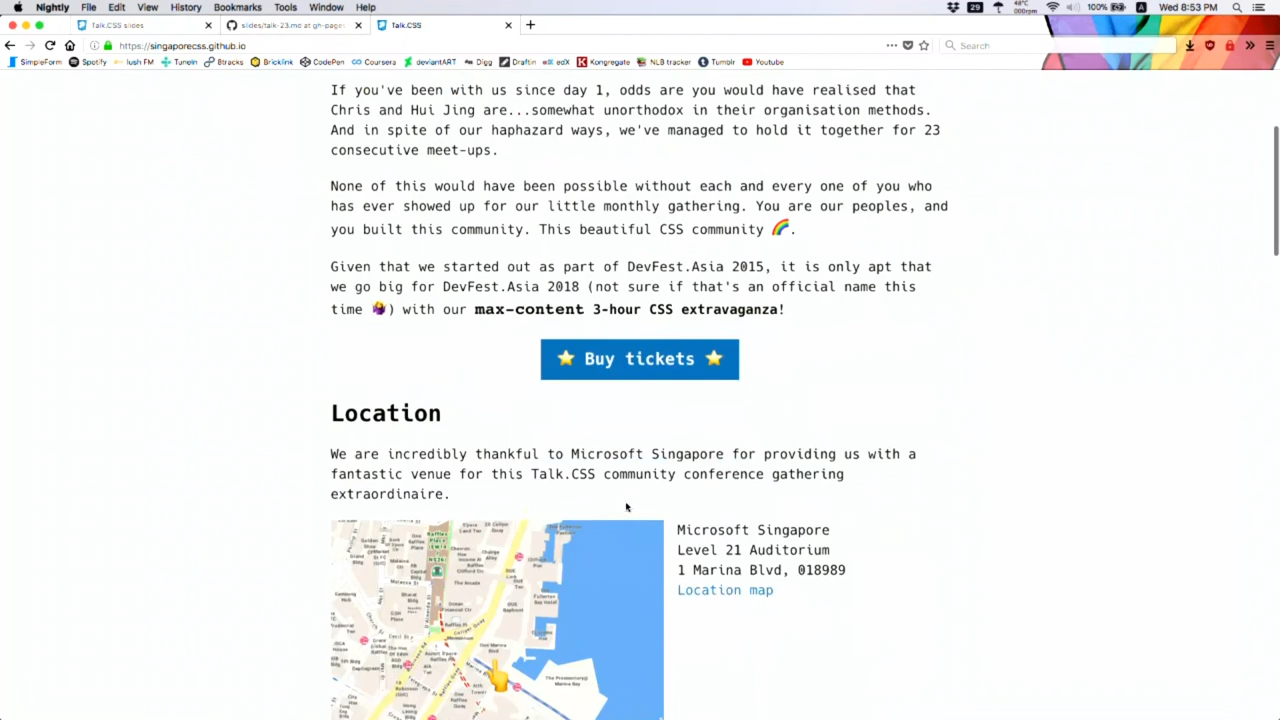 Nightly File Edit View History Bookmarks Tools Window Help 29 48°C 000rpm 100% Wed 8:53 PM
Talk.CSS slides slides/talk-23.md at gh-pages Talk.CSS
https://singaporecss.github.io Search
SimpleForm Spotify lush FM TuneIn 8tracks Bricklink CodePen Coursera deviantART Digg Draftin edX Kongregate NLB tracker Tumblr Youtube
If you've been with us since day 1, odds are you would have realised that
Chris and Hui Jing are...somewhat unorthodox in their organisation methods.
And in spite of our haphazard ways, we've managed to hold it together for 23
consecutive meet-ups.
None of this would have been possible without each and every one of you who
has ever showed up for our little monthly gathering. You are our peoples, and
you built this community. This beautiful CSS community 🌈.
Given that we started out as part of DevFest.Asia 2015, it is only apt that
we go big for DevFest.Asia 2018 (not sure if that's an official name this
time 🤷‍♀️) with our max-content 3-hour CSS extravaganza!
⭐ Buy tickets ⭐
Location
We are incredibly thankful to Microsoft Singapore for providing us with a
fantastic venue for this Talk.CSS community conference gathering
extraordinaire.
Microsoft Singapore
Level 21 Auditorium
1 Marina Blvd, 018989
Location map